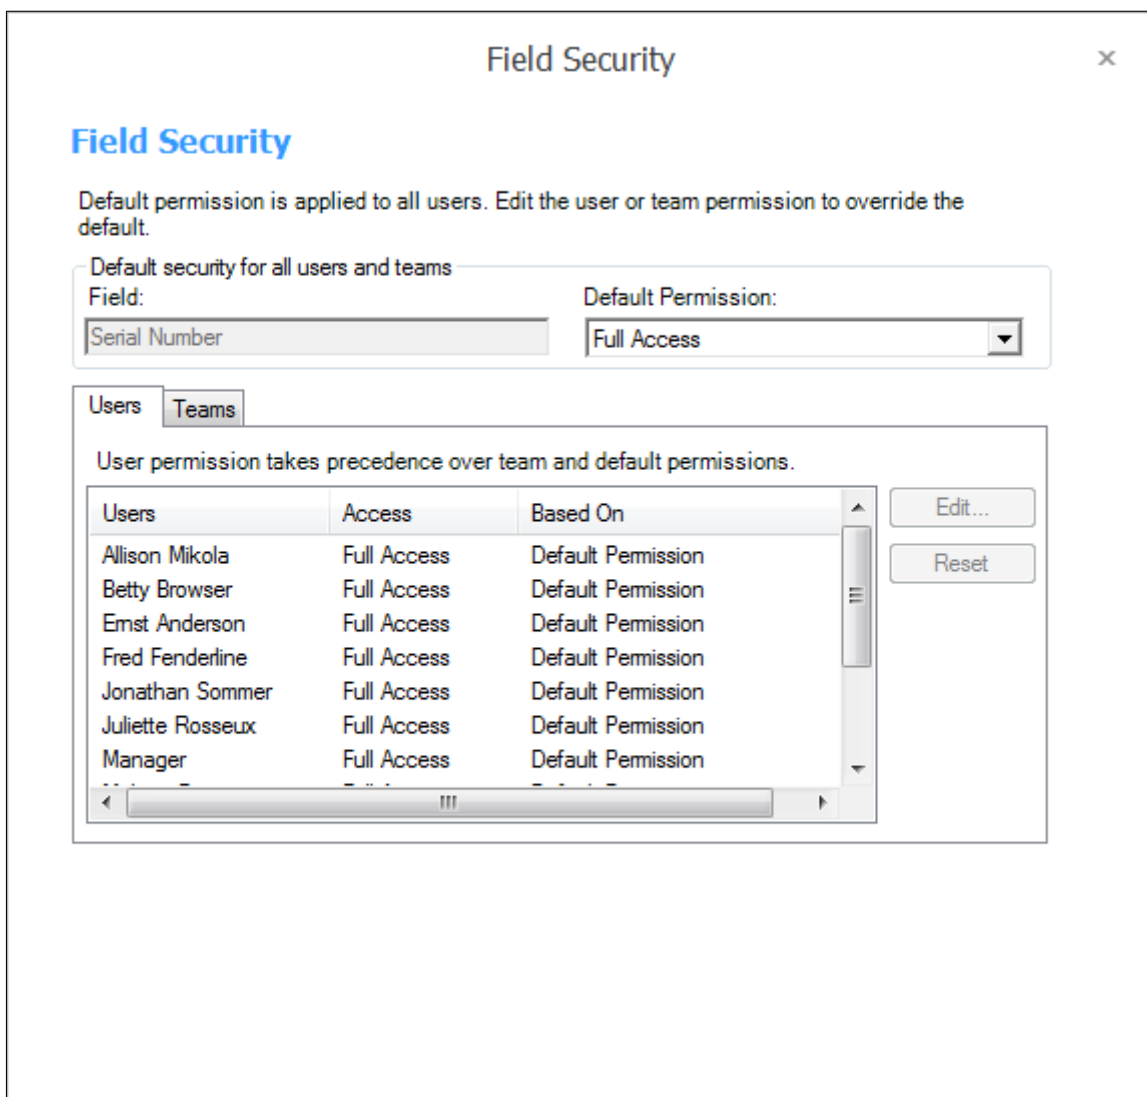 Field Security
Field Security
Default permission is applied to all users. Edit the user or team permission to override the
default.
Default security for all users and teams
Field: Default Permission:
Serial Number Full Access
Users Teams
User permission takes precedence over team and default permissions.
Users Access Based On Edit...
Allison Mikola Full Access Default Permission Reset
Betty Browser Full Access Default Permission
Ernst Anderson Full Access Default Permission
Fred Fenderline Full Access Default Permission
Jonathan Sommer Full Access Default Permission
Juliette Rosseux Full Access Default Permission
Manager Full Access Default Permission